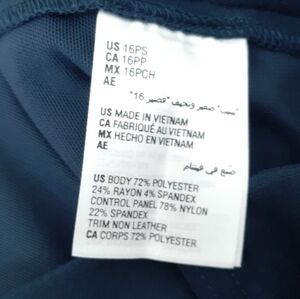 US 16PS
CA 16PP
MX 16PCH
AE
"نسبيا صغير ونحيف "قصير 16"
US MADE IN VIETNAM
CA FABRIQUÉ AU VIETNAM
MX HECHO EN VIETNAM
AE
صنع في فيتنام
US BODY 72% POLYESTER
24% RAYON 4% SPANDEX
CONTROL PANEL 78% NYLON
22% SPANDEX
TRIM NON LEATHER
CA CORPS 72% POLYESTER